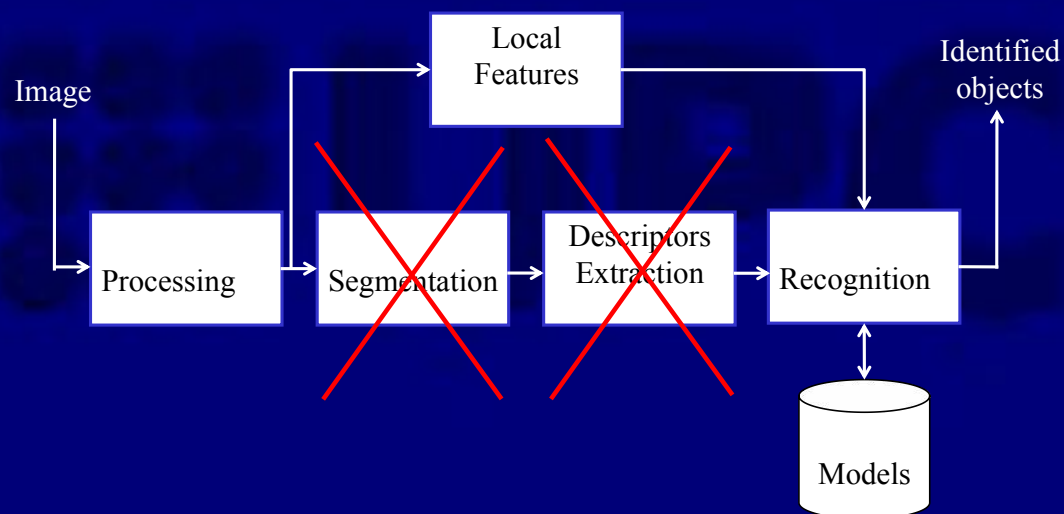 Local
Features
Identified
objects
Image
Processing
Segmentation
Descriptors
Extraction
Recognition
Models